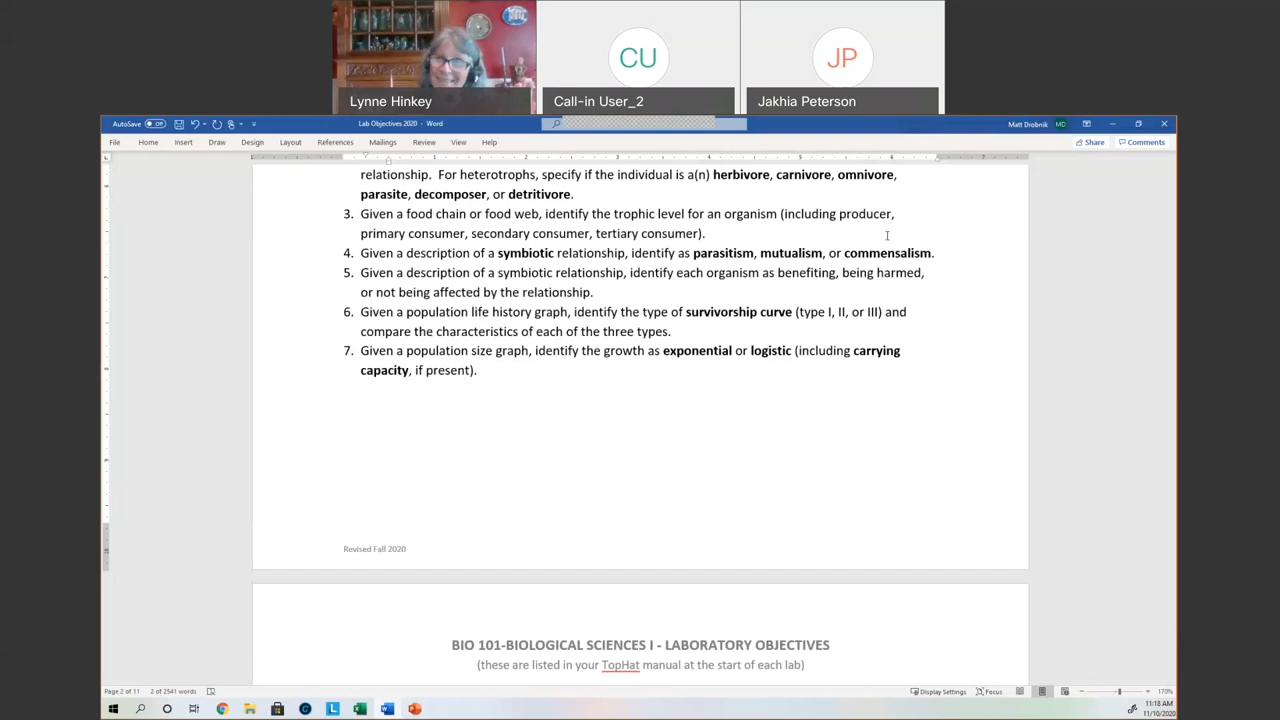 CU
JP
Lynne Hinkey
Call-in User_2
Jakhia Peterson
AutoSave Off
Lab Objectives 2020 - Word
Matt Drobnik MD
File Home Insert Draw Design Layout References Mailings Review View Help Share Comments
relationship. For heterotrophs, specify if the individual is a(n) herbivore, carnivore, omnivore,
parasite, decomposer, or detritivore.
3. Given a food chain or food web, identify the trophic level for an organism (including producer,
primary consumer, secondary consumer, tertiary consumer).
4. Given a description of a symbiotic relationship, identify as parasitism, mutualism, or commensalism.
5. Given a description of a symbiotic relationship, identify each organism as benefiting, being harmed,
or not being affected by the relationship.
6. Given a population life history graph, identify the type of survivorship curve (type I, II, or III) and
compare the characteristics of each of the three types.
7. Given a population size graph, identify the growth as exponential or logistic (including carrying
capacity, if present).
Revised Fall 2020
BIO 101-BIOLOGICAL SCIENCES I - LABORATORY OBJECTIVES
(these are listed in your TopHat manual at the start of each lab)
Page 2 of 11 2 of 2541 words Display Settings Focus 170%
11:18 AM
11/10/2020